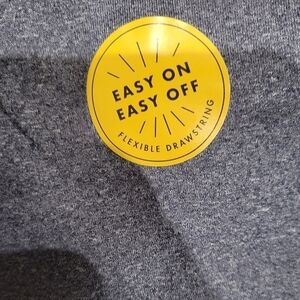 EASY ON
EASY OFF
FLEXIBLE DRAWSTRING